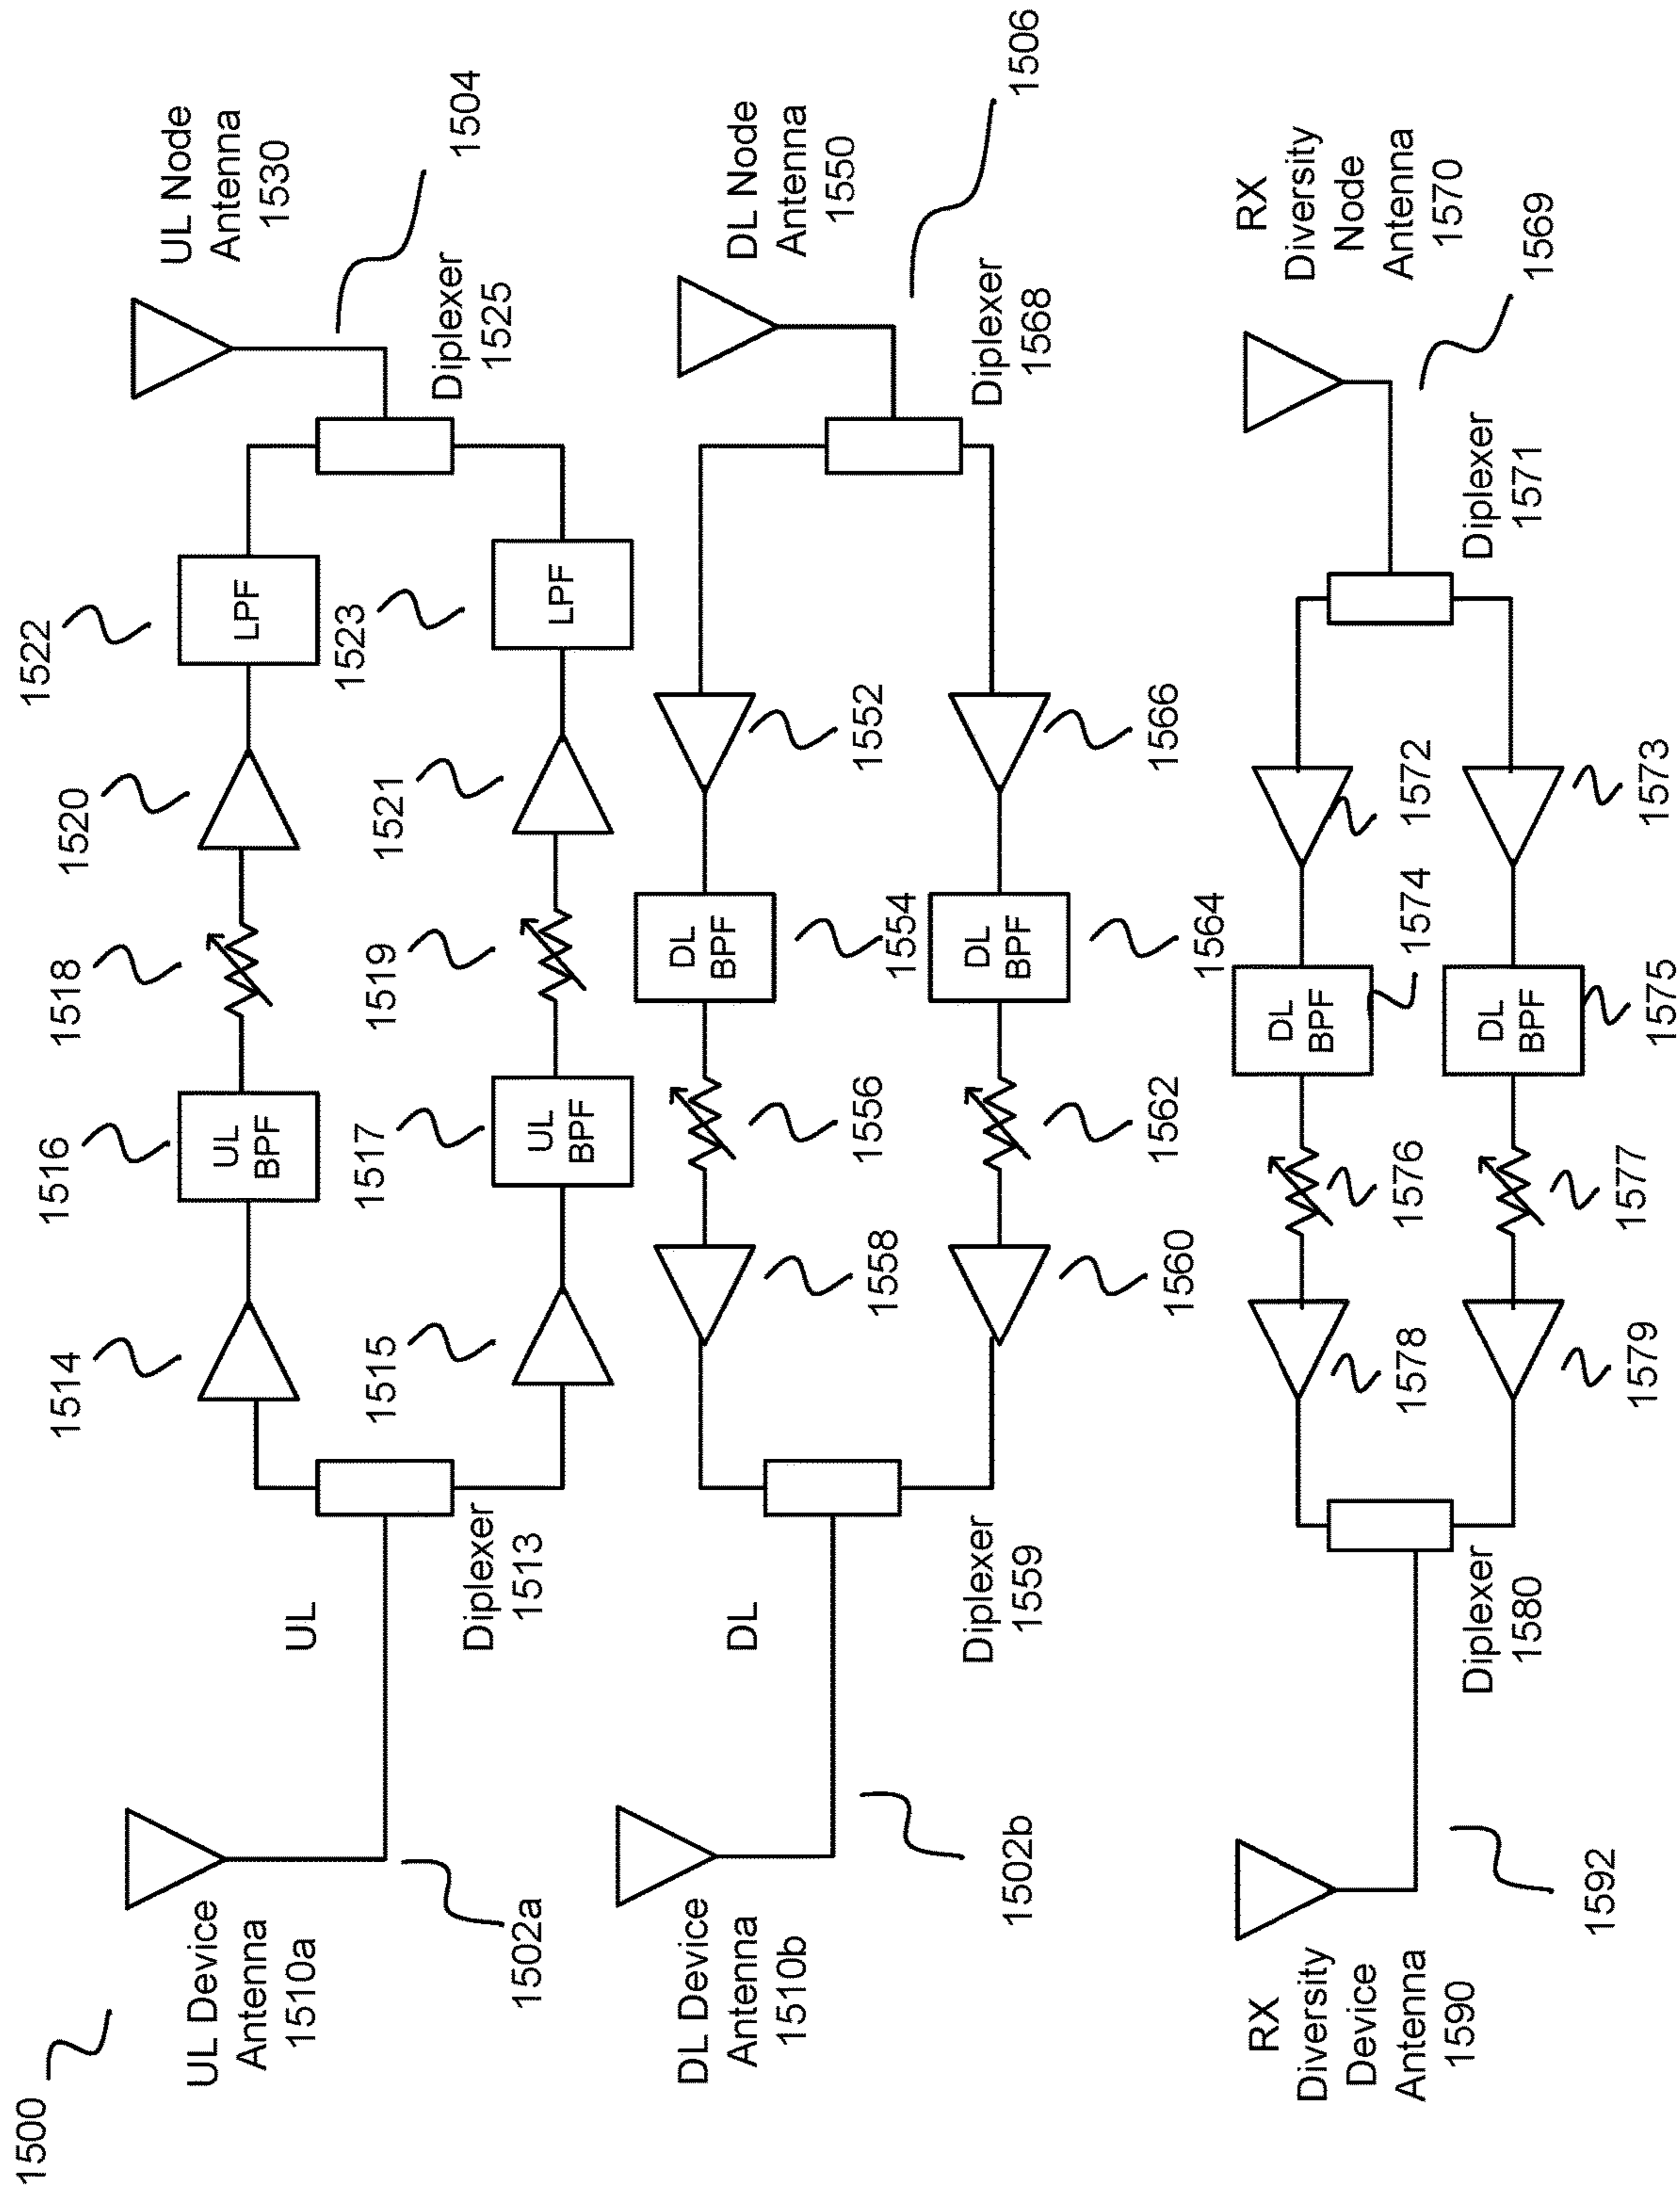 1500
UL Device
Antenna
1510a
1502a
UL
Diplexer
1513
1514
1515
1516
UL
BPF
1517
UL
BPF
1518
1519
1520
1521
1522
LPF
1523
LPF
Diplexer
1525
UL Node
Antenna
1530
1504
DL Device
Antenna
1510b
1502b
DL
Diplexer
1559
1558
1560
1556
1562
DL
BPF
1554
DL
BPF
1564
1552
1566
Diplexer
1568
DL Node
Antenna
1550
1506
RX
Diversity
Device
Antenna
1590
1592
Diplexer
1580
1578
1579
1576
1577
DL
BPF
1574
DL
BPF
1575
1572
1573
Diplexer
1571
RX
Diversity
Node
Antenna
1570
1569